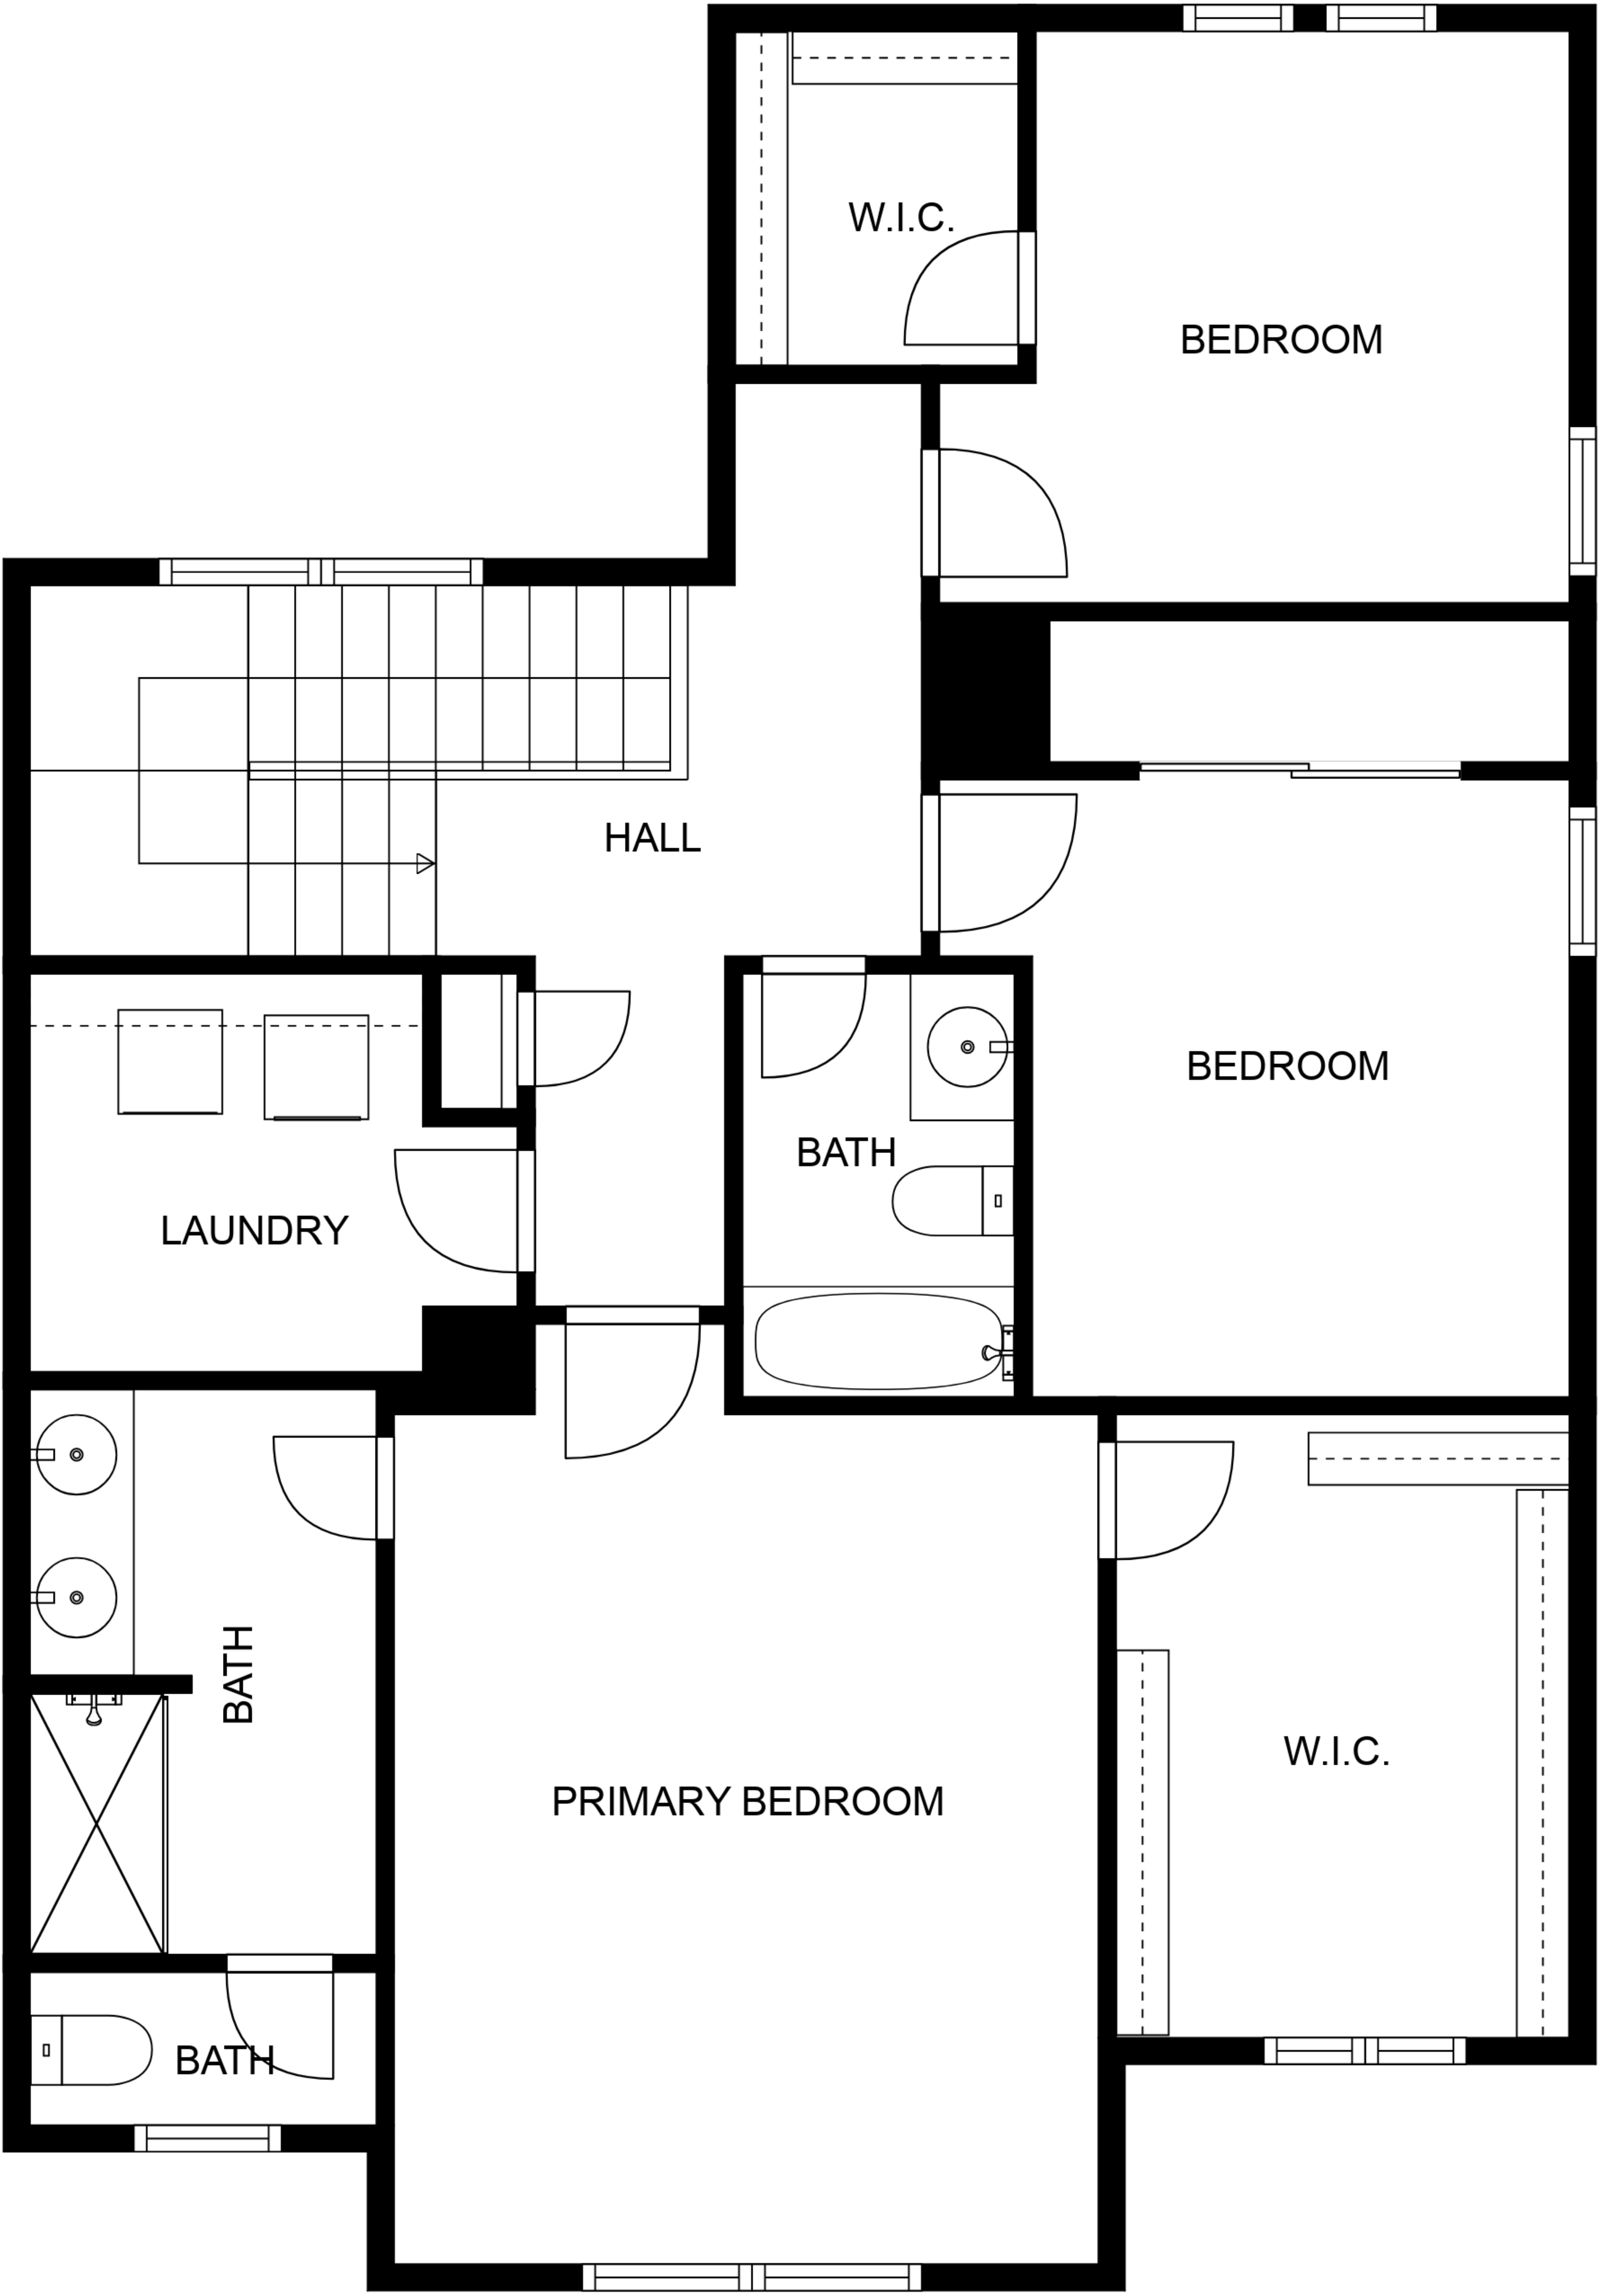 W.I.C.
BEDROOM
HALL
BEDROOM
BATH
LAUNDRY
BATH
W.I.C.
PRIMARY BEDROOM
BATH